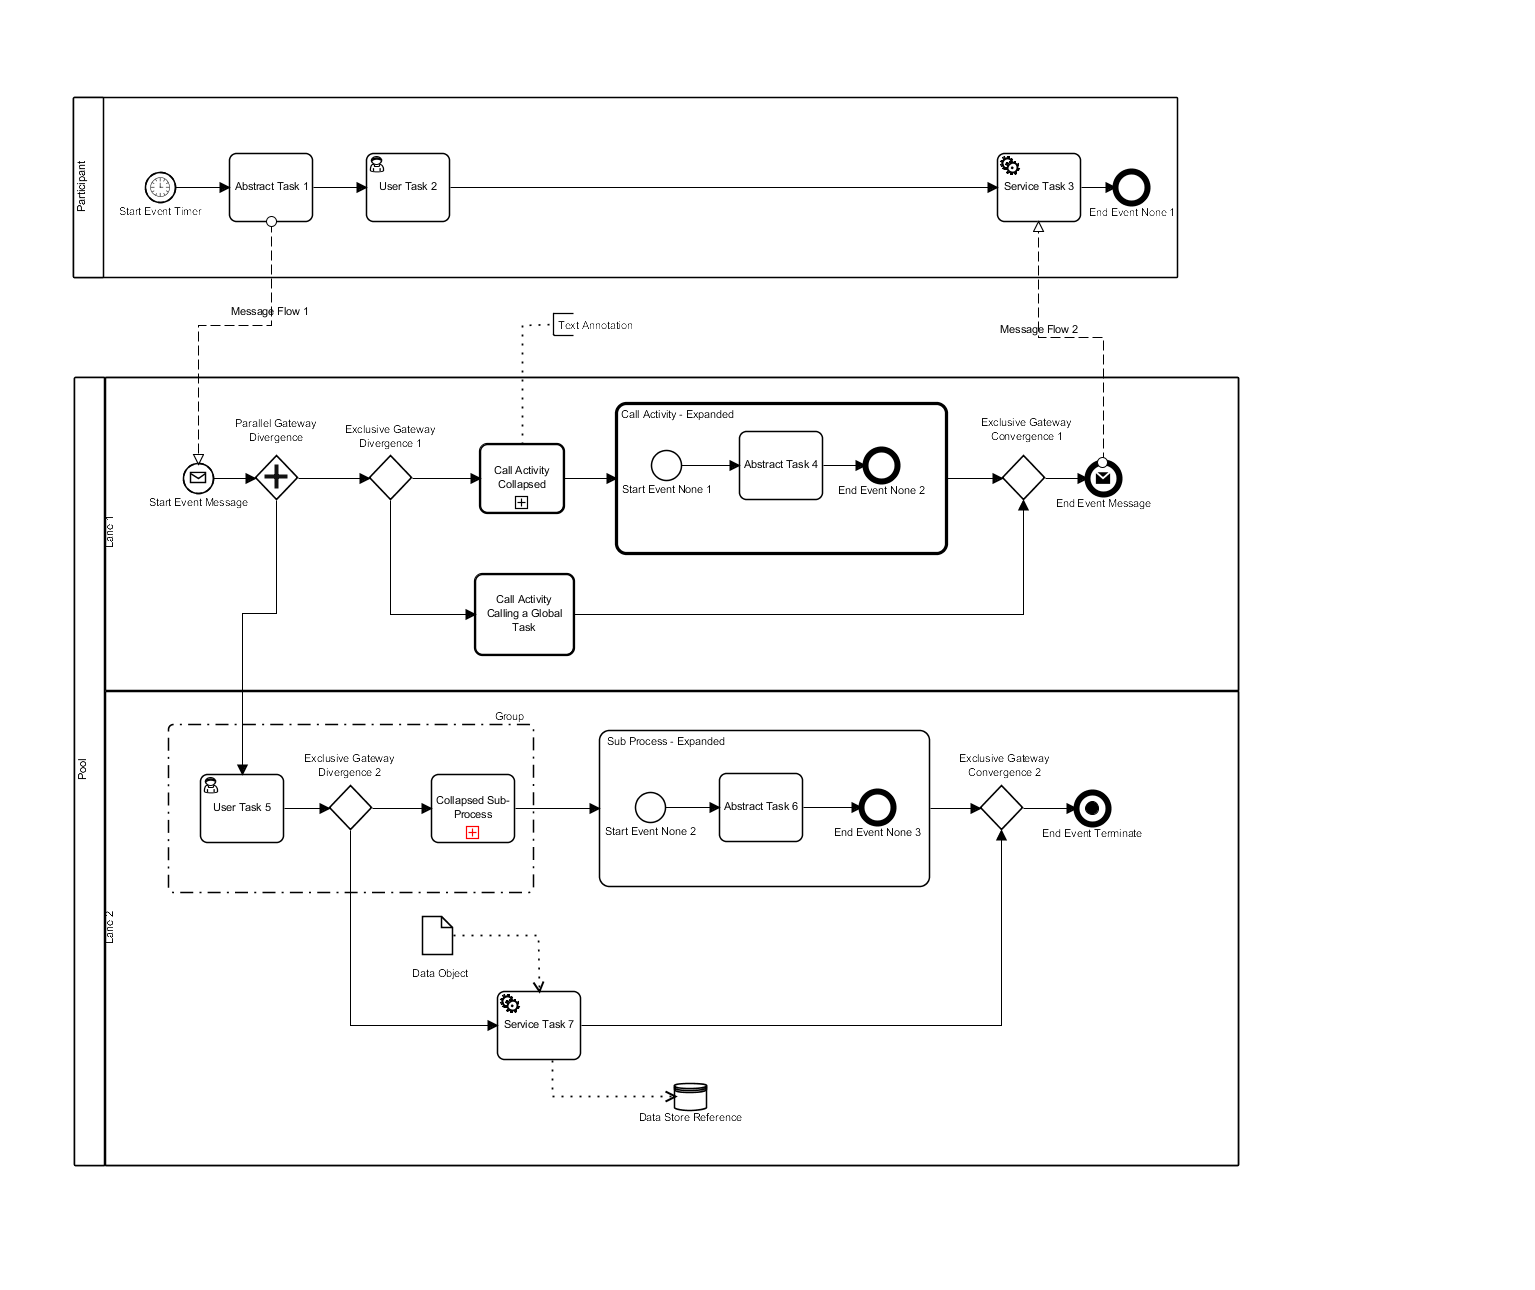 Participant
Start Event Timer
Abstract Task 1
User Task 2
Service Task 3
End Event None 1
Message Flow 1
Text Annotation
Message Flow 2
Pool
Lane 1
Start Event Message
Parallel Gateway
Divergence
Exclusive Gateway
Divergence 1
Call Activity
Collapsed
Call Activity - Expanded
Start Event None 1
Abstract Task 4
End Event None 2
Exclusive Gateway
Convergence 1
End Event Message
Call Activity
Calling a Global
Task
Lane 2
Group
User Task 5
Exclusive Gateway
Divergence 2
Collapsed Sub-
Process
Sub Process - Expanded
Start Event None 2
Abstract Task 6
End Event None 3
Exclusive Gateway
Convergence 2
End Event Terminate
Data Object
Service Task 7
Data Store Reference